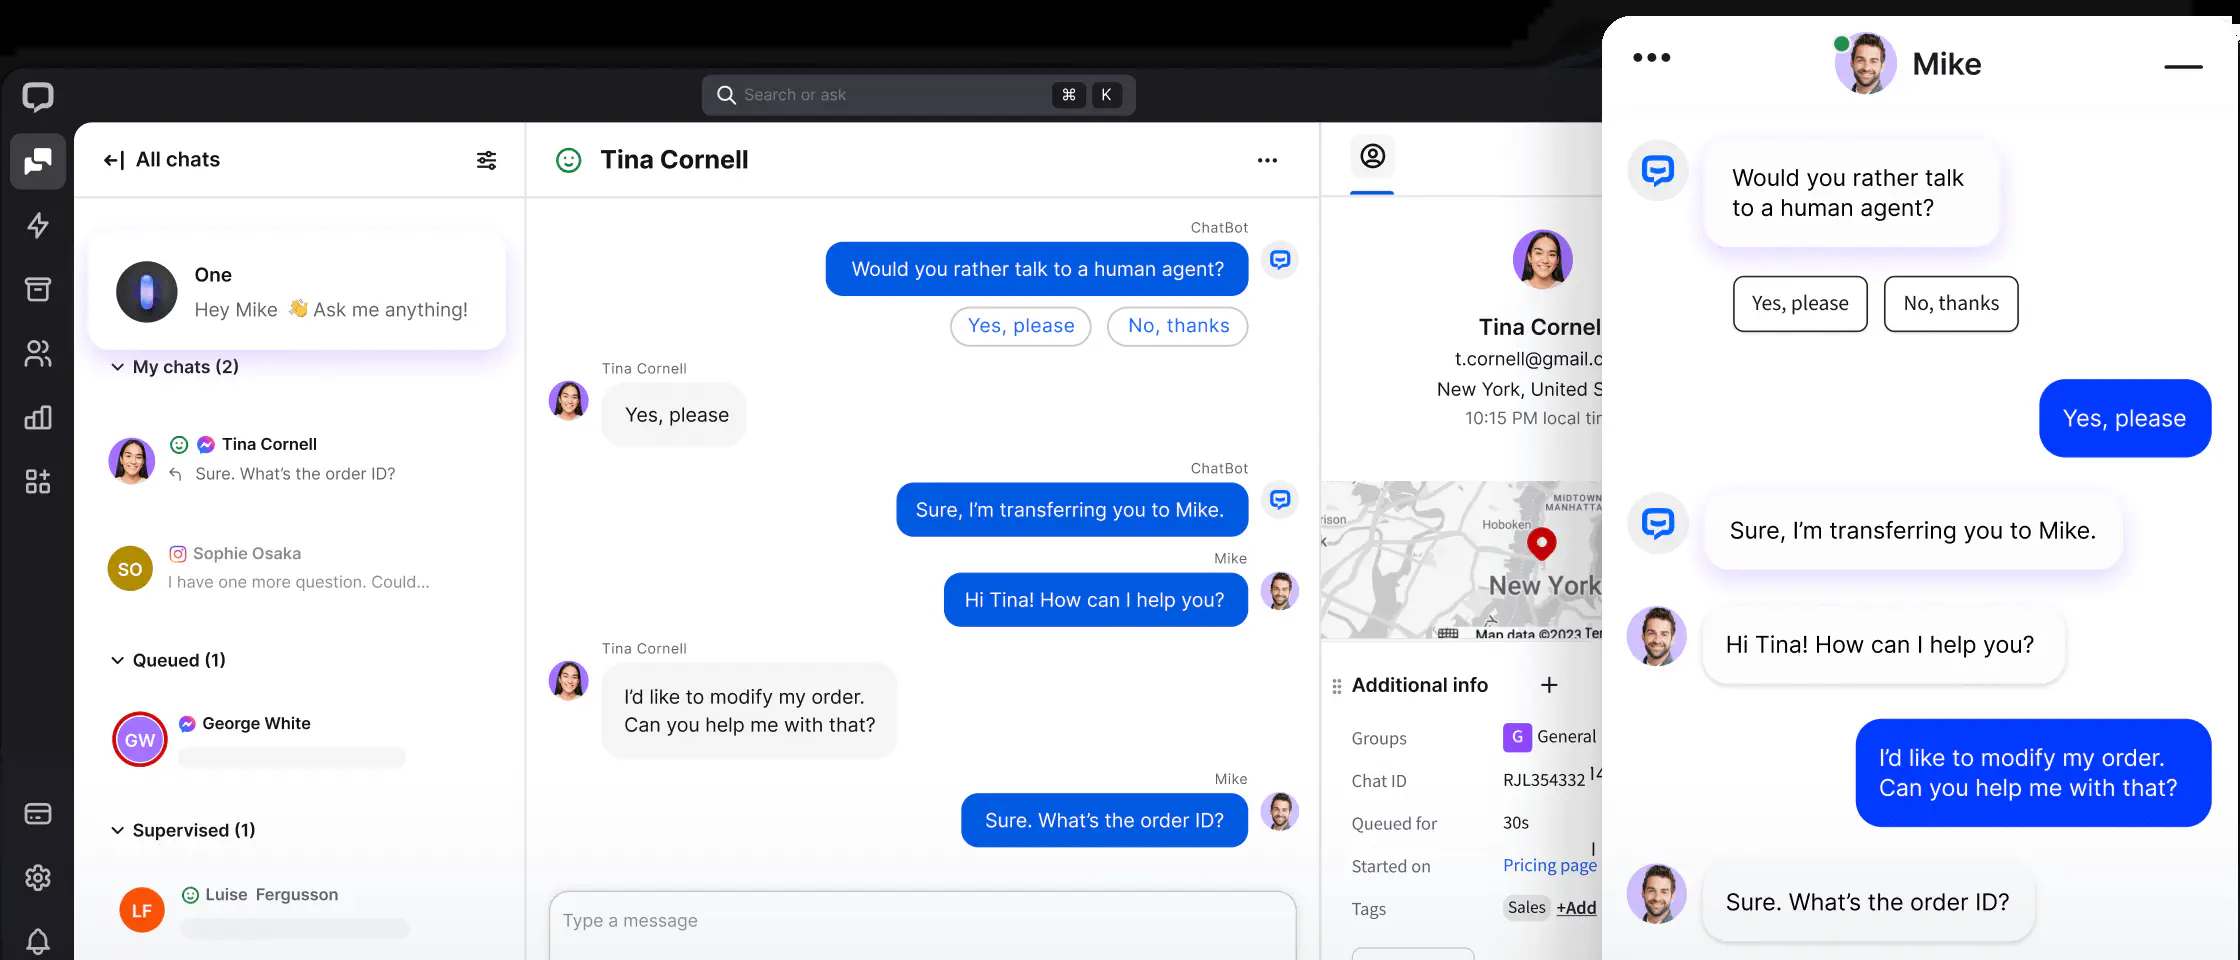 Search or ask
⌘ K
All chats
One
Hey Mike 👋 Ask me anything!
My chats (2)
Tina Cornell
Sure. What's the order ID?
SO
Sophie Osaka
I have one more question. Could...
Queued (1)
GW
George White
Supervised (1)
LF
Luise Fergusson
Tina Cornell
ChatBot
Would you rather talk to a human agent?
Yes, please
No, thanks
Tina Cornell
Yes, please
ChatBot
Sure, I'm transferring you to Mike.
Mike
Hi Tina! How can I help you?
Tina Cornell
I'd like to modify my order.
Can you help me with that?
Mike
Sure. What's the order ID?
Type a message
Tina Cornel
t.cornell@gmail.c
New York, United S
10:15 PM local tir
MIDTOWN
MANHATTA
rison
Hoboken
New York
Map data ©2023 Ter
Additional info
Groups
G General
Chat ID
RJL354332
Queued for
30s
Started on
Pricing page
Tags
Sales +Add
Mike
Would you rather talk
to a human agent?
Yes, please
No, thanks
Yes, please
Sure, I'm transferring you to Mike.
Hi Tina! How can I help you?
I'd like to modify my order.
Can you help me with that?
Sure. What's the order ID?